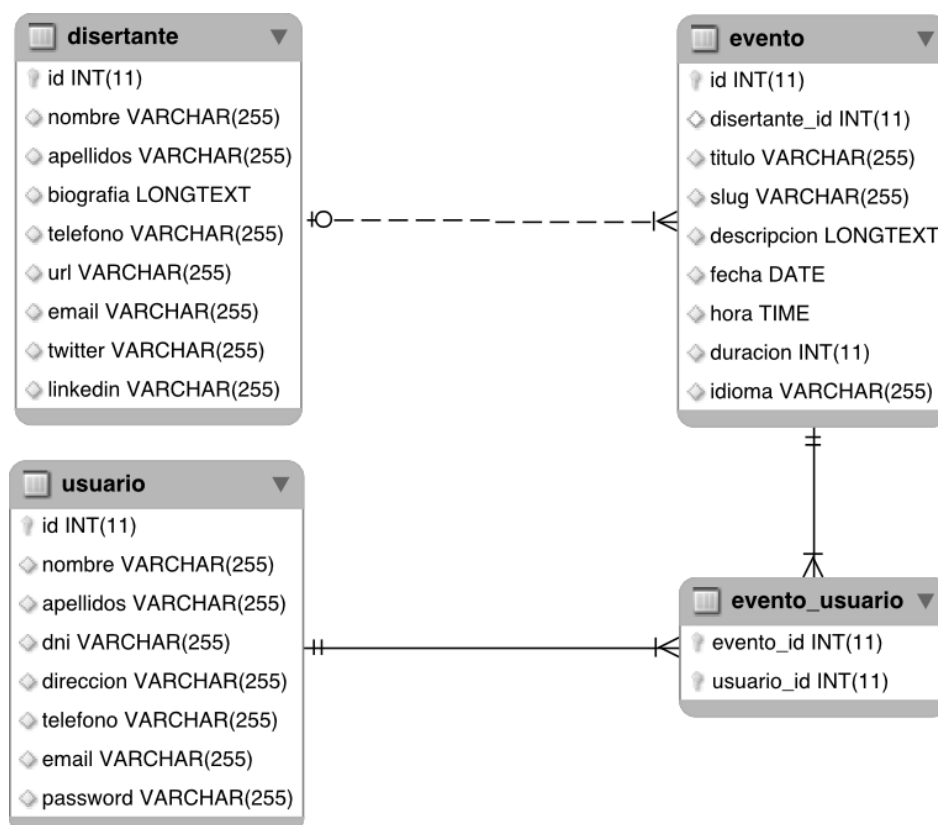 disertante
id INT(11)
nombre VARCHAR(255)
apellidos VARCHAR(255)
biografia LONGTEXT
telefono VARCHAR(255)
url VARCHAR(255)
email VARCHAR(255)
twitter VARCHAR(255)
linkedin VARCHAR(255)
evento
id INT(11)
disertante_id INT(11)
titulo VARCHAR(255)
slug VARCHAR(255)
descripcion LONGTEXT
fecha DATE
hora TIME
duracion INT(11)
idioma VARCHAR(255)
usuario
id INT(11)
nombre VARCHAR(255)
apellidos VARCHAR(255)
dni VARCHAR(255)
direccion VARCHAR(255)
telefono VARCHAR(255)
email VARCHAR(255)
password VARCHAR(255)
evento_usuario
evento_id INT(11)
usuario_id INT(11)